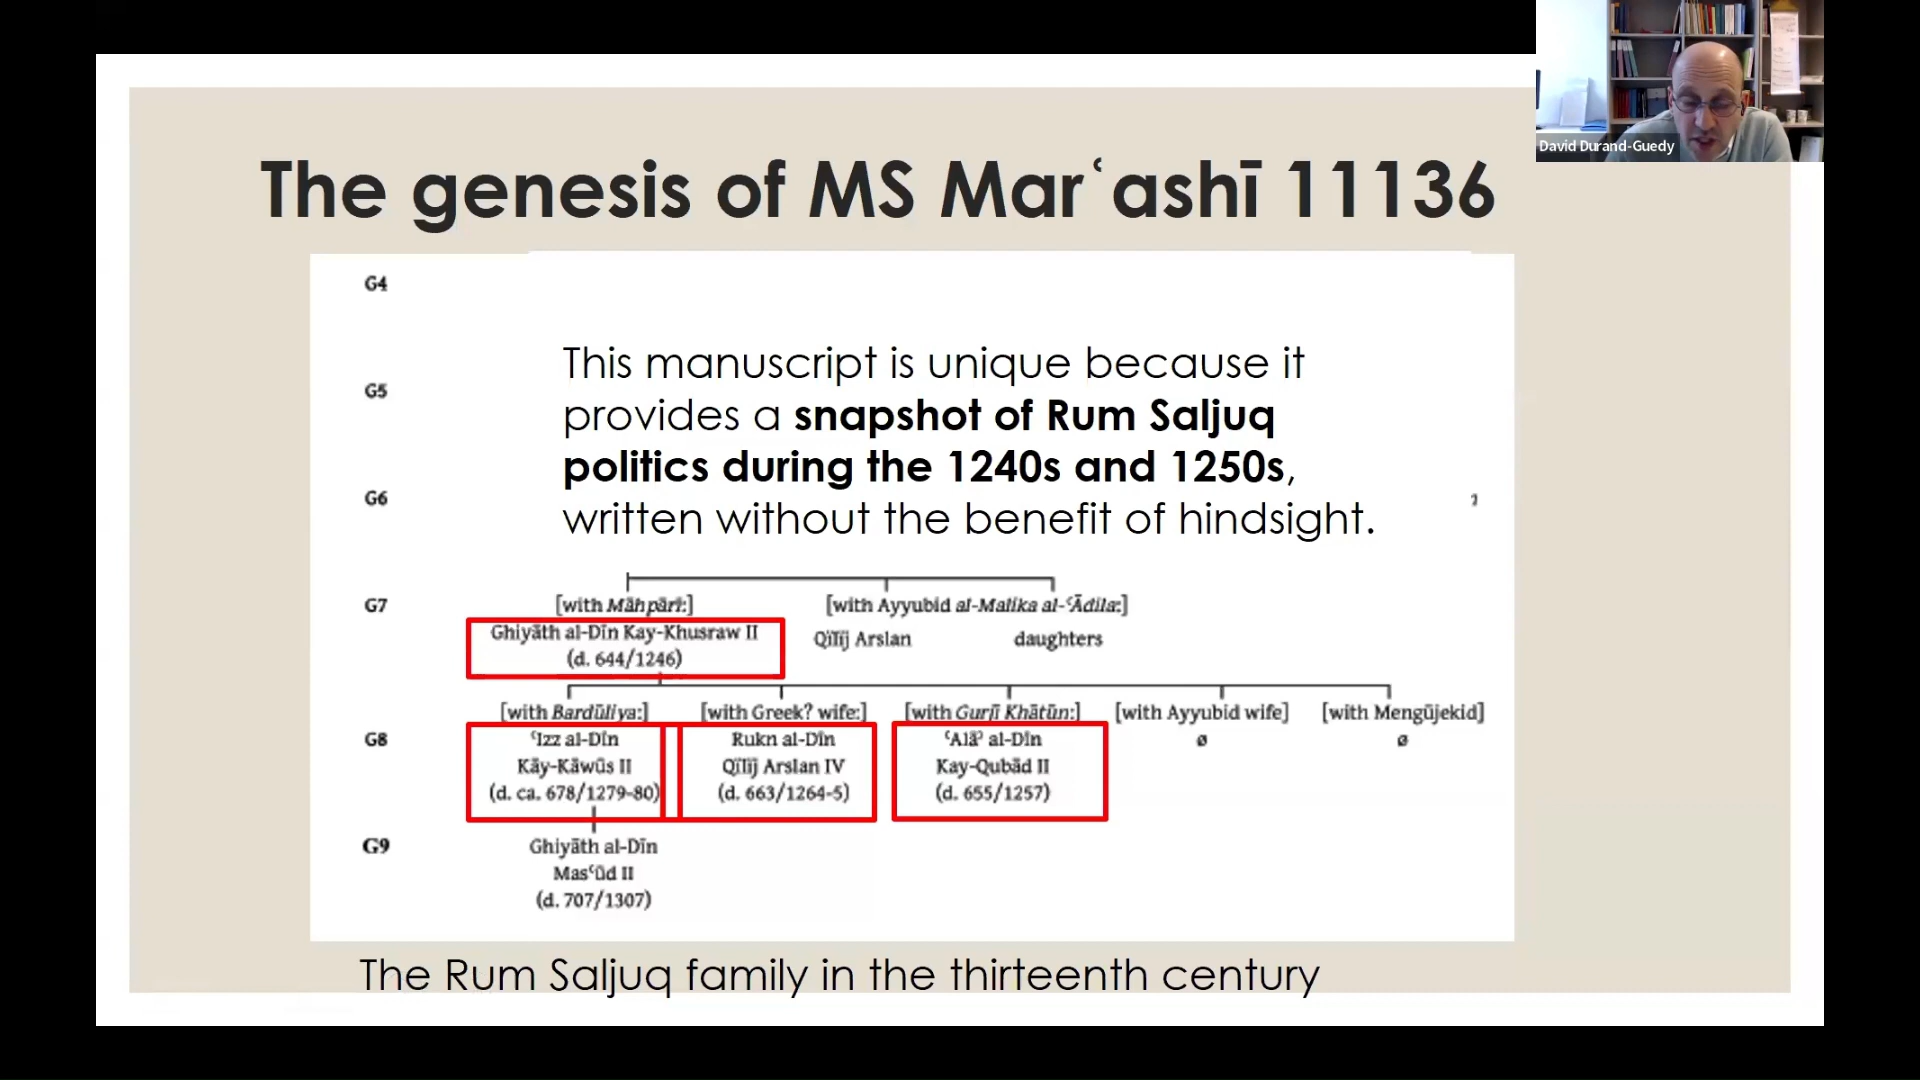 David Durand-Guedy
The genesis of MS Marʿashī 11136
G4
This manuscript is unique because it
G5
provides a snapshot of Rum Saljuq
politics during the 1240s and 1250s,
G6
written without the benefit of hindsight.
G7
[with Māhpārī:]
[with Ayyubid al-Malika al-ʿĀdila:]
Ghiyāth al-Dīn Kay-Khusraw II
(d. 644/1246)
Qïlïj Arslan
daughters
[with Bardūliya:]
[with Greek? wife:]
[with Gurjī Khātūn:]
[with Ayyubid wife]
[with Mengüjekid]
G8
ʿIzz al-Dīn
Kāy-Kāwūs II
(d. ca. 678/1279-80)
Rukn al-Dīn
Qïlïj Arslan IV
(d. 663/1264-5)
ʿAlāʾ al-Dīn
Kay-Qubād II
(d. 655/1257)
ø
ø
G9
Ghiyāth al-Dīn
Masʿūd II
(d. 707/1307)
The Rum Saljuq family in the thirteenth century